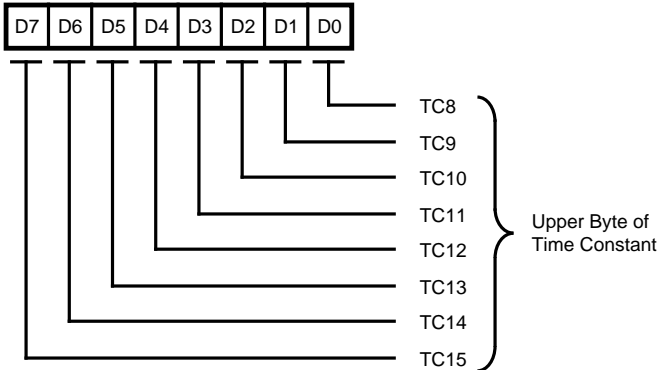 D7 D6 D5 D4 D3 D2 D1 D0
TC8
TC9
TC10
TC11
TC12
TC13
TC14
TC15
Upper Byte of
Time Constant